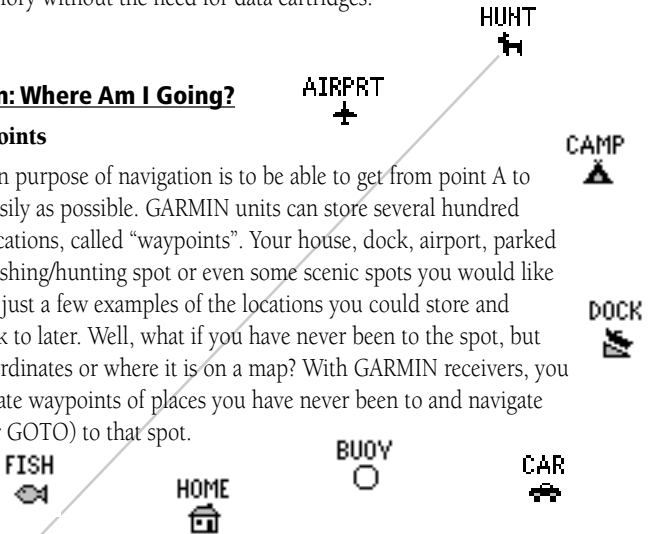 ory without the need for data cartridges.
HUNT
n: Where Am I Going?
AIRPRT
oints
CAMP
n purpose of navigation is to be able to get from point A to
sily as possible. GARMIN units can store several hundred
cations, called “waypoints”. Your house, dock, airport, parked
shing/hunting spot or even some scenic spots you would like
just a few examples of the locations you could store and
DOCK
k to later. Well, what if you have never been to the spot, but
rdinates or where it is on a map? With GARMIN receivers, you
ate waypoints of places you have never been to and navigate
GOTO) to that spot.
BUOY
FISH
CAR
HOME